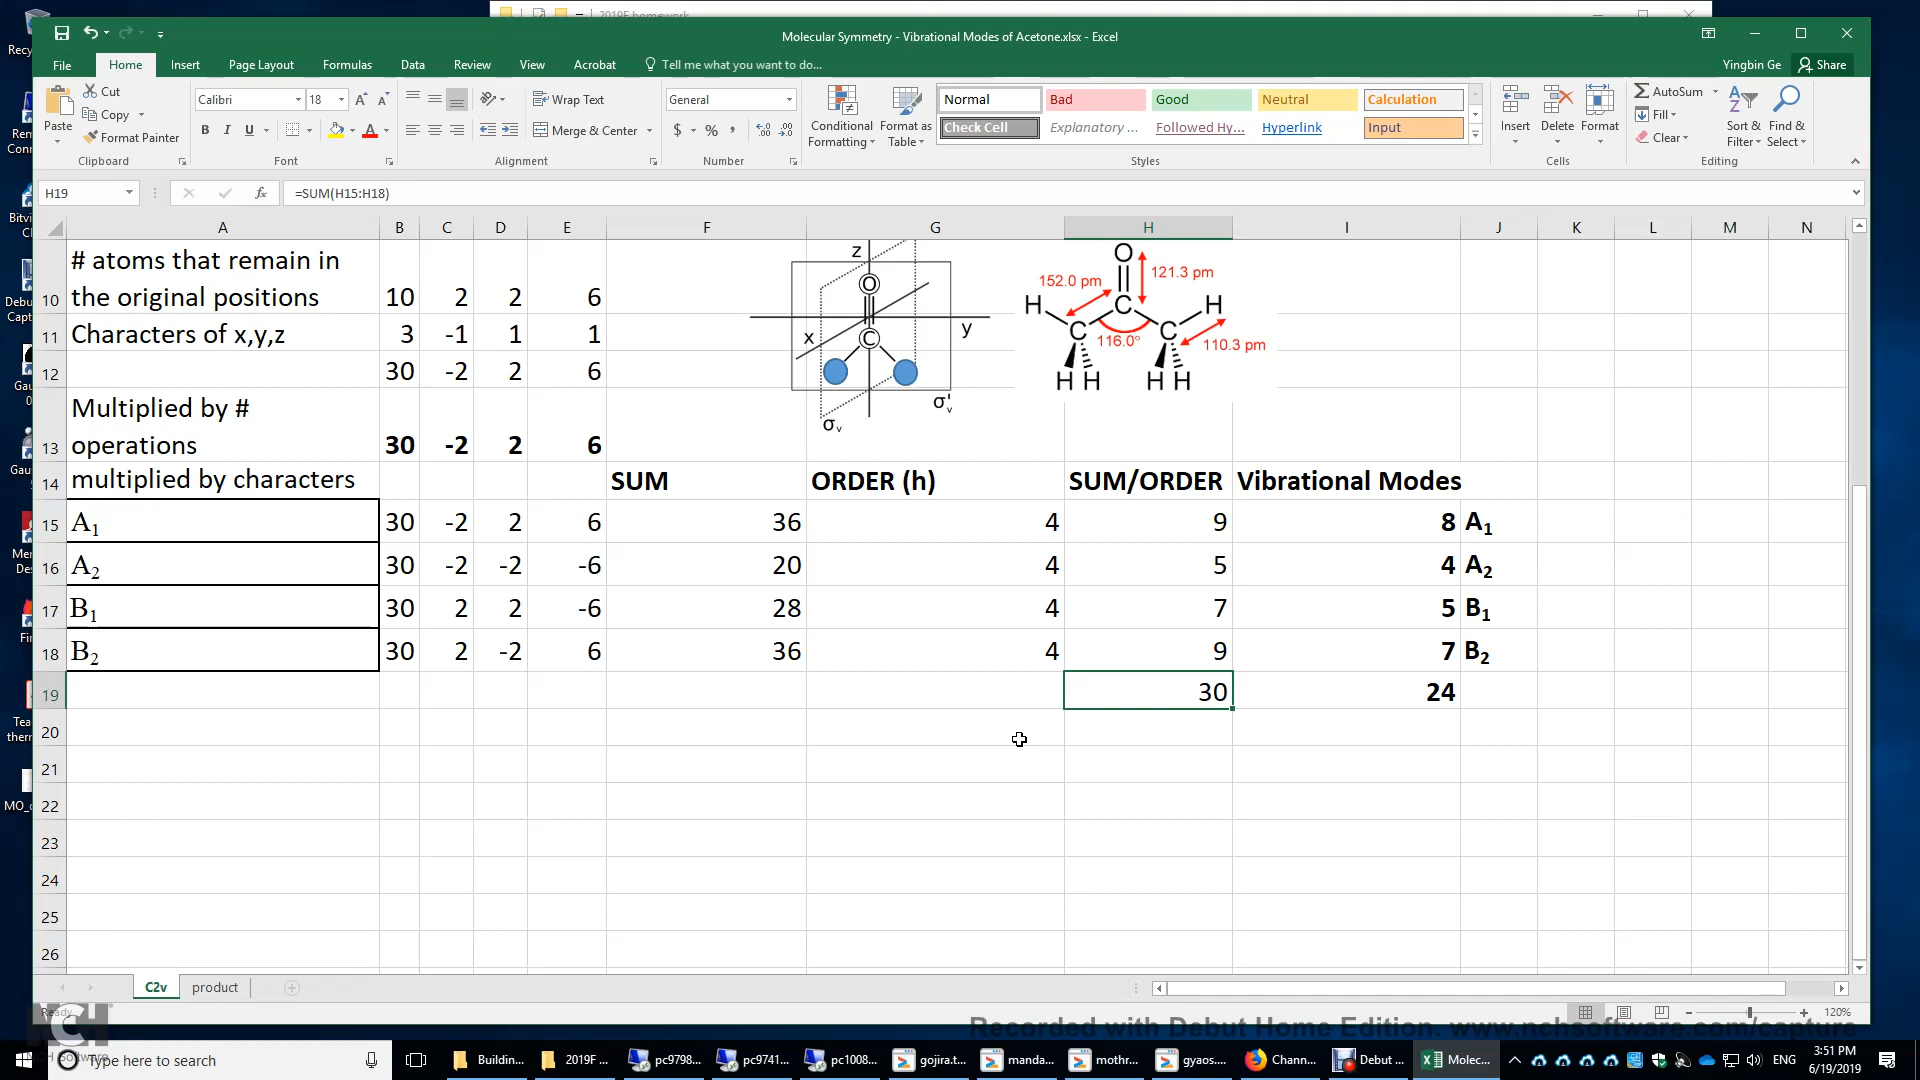 2019F homework
Molecular Symmetry - Vibrational Modes of Acetone.xlsx - Excel
File Home Insert Page Layout Formulas Data Review View Acrobat Tell me what you want to do... Yingbin Ge Share
Paste
Cut
Copy
Format Painter
Clipboard
Calibri 18
B I U
Font
Wrap Text
Merge & Center
Alignment
General
$ % ,
Number
Conditional Formatting
Format as Table
Normal Bad Good Neutral Calculation
Check Cell Explanatory ... Followed Hy... Hyperlink Input
Styles
Insert Delete Format
Cells
AutoSum
Fill
Clear
Sort & Filter
Find & Select
Editing
H19 fx =SUM(H15:H18)
A B C D E F G H I J K L M N
# atoms that remain in
10 the original positions 10 2 2 6
11 Characters of x,y,z 3 -1 1 1
12 30 -2 2 6
Multiplied by #
13 operations 30 -2 2 6
14 multiplied by characters SUM ORDER (h) SUM/ORDER Vibrational Modes
15 A₁ 30 -2 2 6 36 4 9 8 A₁
16 A₂ 30 -2 -2 -6 20 4 5 4 A₂
17 B₁ 30 2 2 -6 28 4 7 5 B₁
18 B₂ 30 2 -2 6 36 4 9 7 B₂
19 30 24
20
21
22
23
24
25
26
z
O
x
y
C
σv
σ'v
O
152.0 pm
121.3 pm
H C H
C C
116.0°
110.3 pm
H H H H
C2v product
Ready
120%
NCH
NCH Software
Recorded with Debut Home Edition. www.nchsoftware.com/capture
Type here to search
Buildin... 2019F ... pc9798... pc9741... pc1008... gojira.t... manda... mothr... gyaos.... Chann... Debut ... Molec...
ENG
3:51 PM
6/19/2019